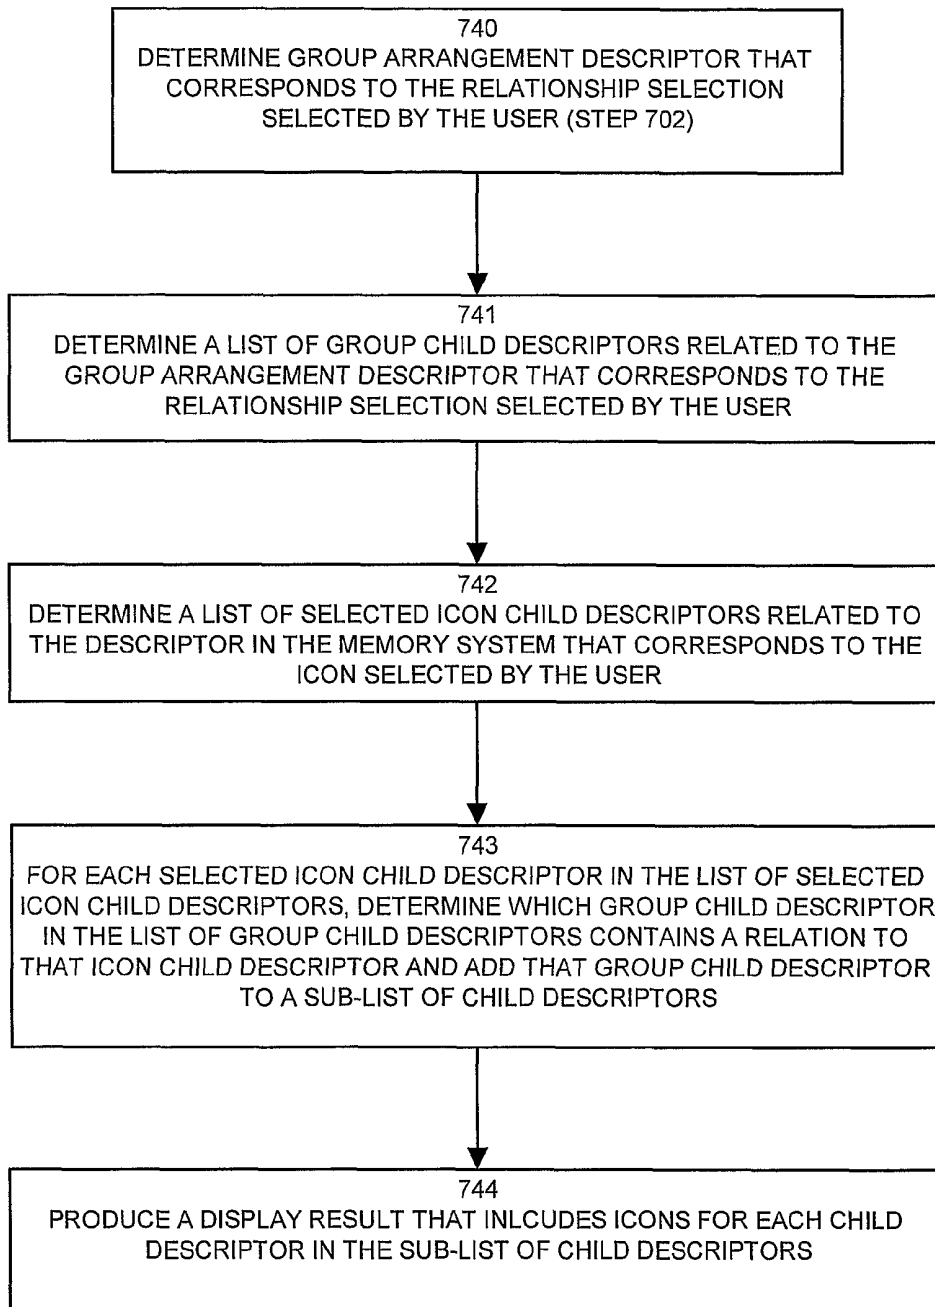 740
DETERMINE GROUP ARRANGEMENT DESCRIPTOR THAT
CORRESPONDS TO THE RELATIONSHIP SELECTION
SELECTED BY THE USER (STEP 702)
741
DETERMINE A LIST OF GROUP CHILD DESCRIPTORS RELATED TO THE
GROUP ARRANGEMENT DESCRIPTOR THAT CORRESPONDS TO THE
RELATIONSHIP SELECTION SELECTED BY THE USER
742
DETERMINE A LIST OF SELECTED ICON CHILD DESCRIPTORS RELATED TO
THE DESCRIPTOR IN THE MEMORY SYSTEM THAT CORRESPONDS TO THE
ICON SELECTED BY THE USER
743
FOR EACH SELECTED ICON CHILD DESCRIPTOR IN THE LIST OF SELECTED
ICON CHILD DESCRIPTORS, DETERMINE WHICH GROUP CHILD DESCRIPTOR
IN THE LIST OF GROUP CHILD DESCRIPTORS CONTAINS A RELATION TO
THAT ICON CHILD DESCRIPTOR AND ADD THAT GROUP CHILD DESCRIPTOR
TO A SUB-LIST OF CHILD DESCRIPTORS
744
PRODUCE A DISPLAY RESULT THAT INLCUDES ICONS FOR EACH CHILD
DESCRIPTOR IN THE SUB-LIST OF CHILD DESCRIPTORS